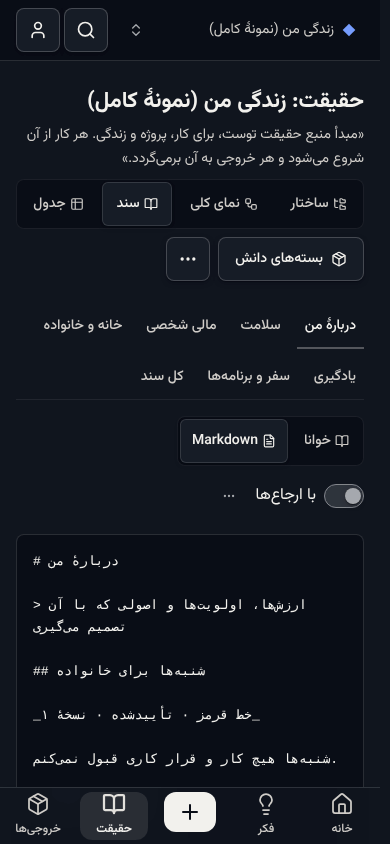 زندگی من (نمونهٔ کامل)
حقیقت: زندگی من (نمونهٔ کامل)
«مبدأ منبع حقیقت توست، برای کار، پروژه و زندگی. هر کار از آن
شروع می‌شود و هر خروجی به آن برمی‌گردد.»
ساختار نمای کلی سند جدول
بسته‌های دانش ...
دربارهٔ من سلامت مالی شخصی خانه و خانواده
یادگیری سفر و برنامه‌ها کل سند
خوانا Markdown
با ارجاع‌ها ...
# دربارهٔ من
> ارزش‌ها، اولویت‌ها و اصولی که با آن
تصمیم می‌گیری
## شنبه‌ها برای خانواده
_خط قرمز · تأییدشده · نسخهٔ ۱_
شنبه‌ها هیچ کار و قرار کاری قبول نمی‌کنم.
خانه فکر حقیقت خروجی‌ها